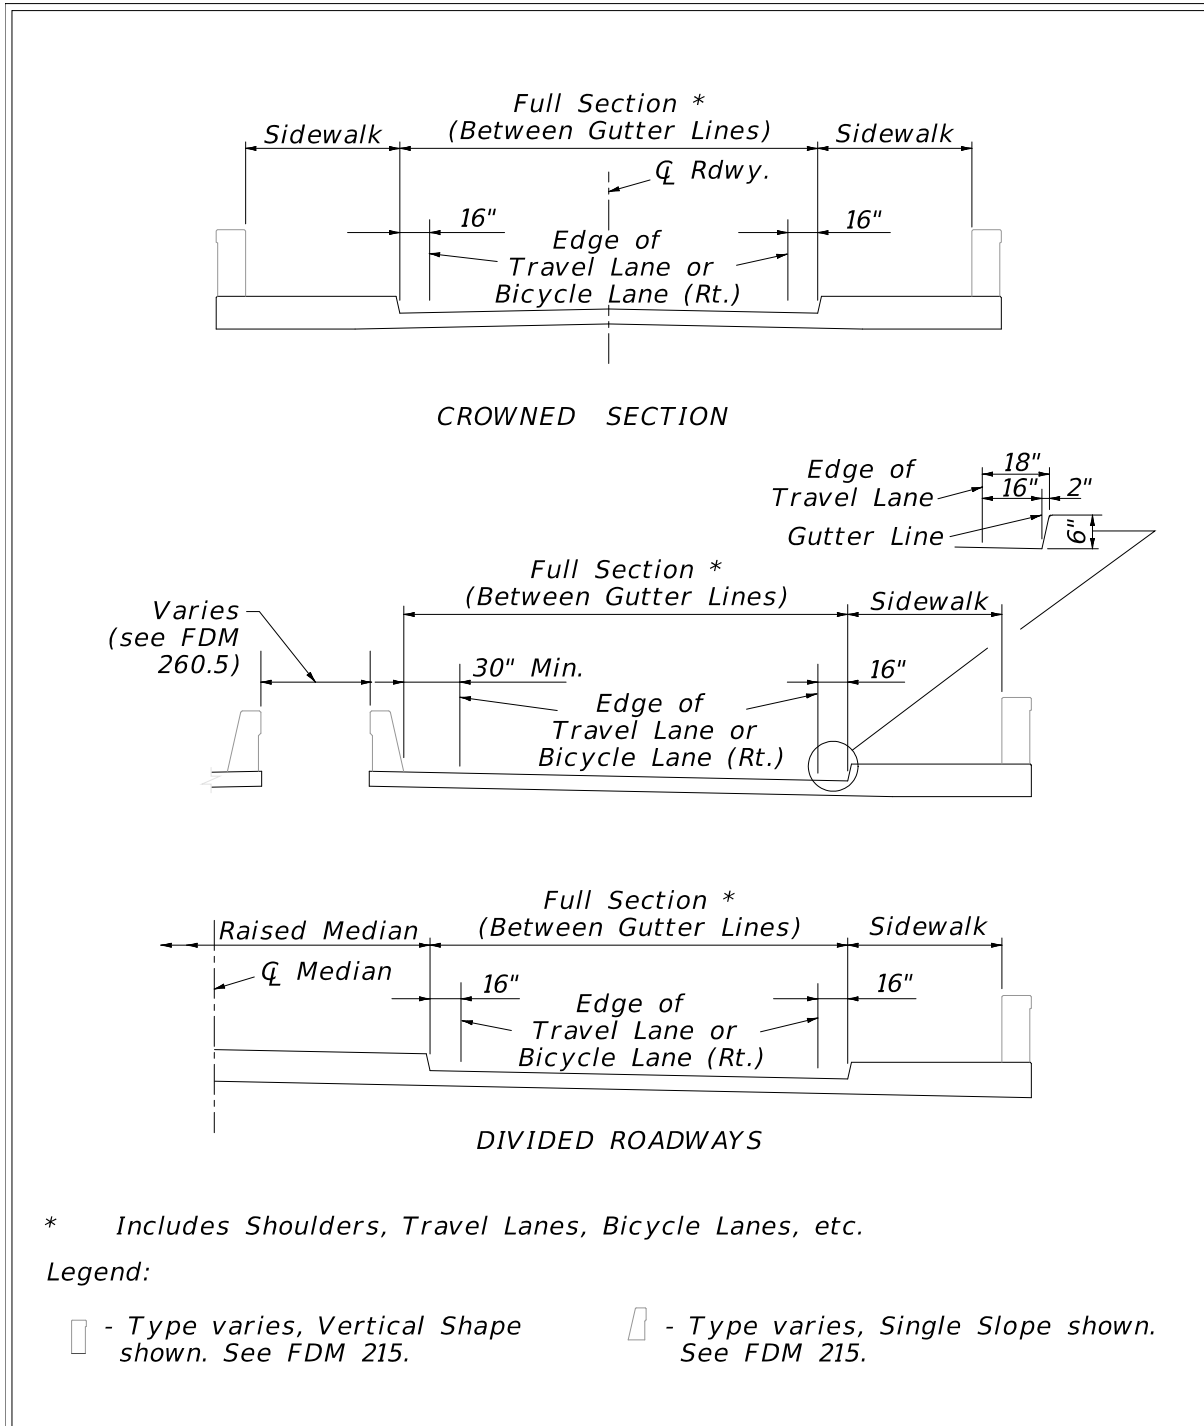 Full Section *
(Between Gutter Lines)
Sidewalk
Sidewalk
℄ Rdwy.
16"
16"
Edge of
Travel Lane or
Bicycle Lane (Rt.)
CROWNED SECTION
Edge of
Travel Lane
18"
16"
2"
Gutter Line
6"
Full Section *
(Between Gutter Lines)
Sidewalk
Varies
(see FDM
260.5)
30" Min.
16"
Edge of
Travel Lane or
Bicycle Lane (Rt.)
Full Section *
(Between Gutter Lines)
Raised Median
Sidewalk
℄ Median
16"
16"
Edge of
Travel Lane or
Bicycle Lane (Rt.)
DIVIDED ROADWAYS
* Includes Shoulders, Travel Lanes, Bicycle Lanes, etc.
Legend:
- Type varies, Vertical Shape
shown. See FDM 215.
- Type varies, Single Slope shown.
See FDM 215.